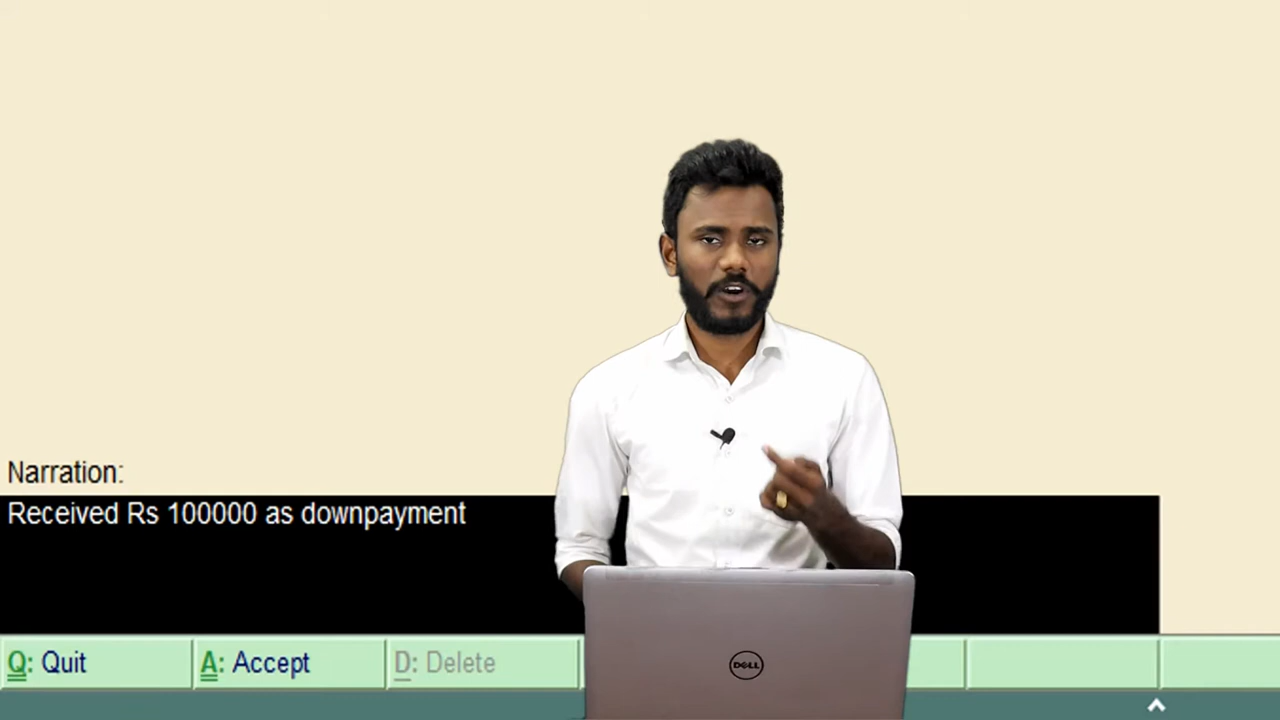 Narration:
Received Rs 100000 as downpayment
Q: Quit
A: Accept
D: Delete
DELL